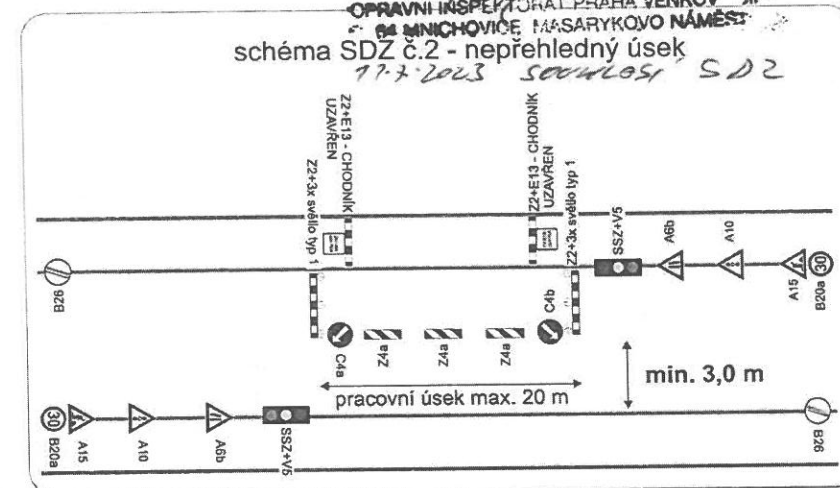 OPRAVNÍ INSPEKTORÁT PRAHA VENKOV
64 MNICHOVICE, MASARYKOVO NÁMĚST
schéma SDZ č.2 - nepřehledný úsek
17.7.2023 SOUHLASÍ SDZ
Z2+E13 - CHODNÍK
UZAVŘEN
Z2+E13 - CHODNÍK
UZAVŘEN
Z2+3x světlo typ 1
Z2+3x světlo typ 1
SSZ+V5
A6b
A10
A15
30
B20a
B26
C4a
Z4a
Z4a
Z4a
C4b
min. 3,0 m
pracovní úsek max. 20 m
30
B20a
A15
A10
A6b
SSZ+V5
B26